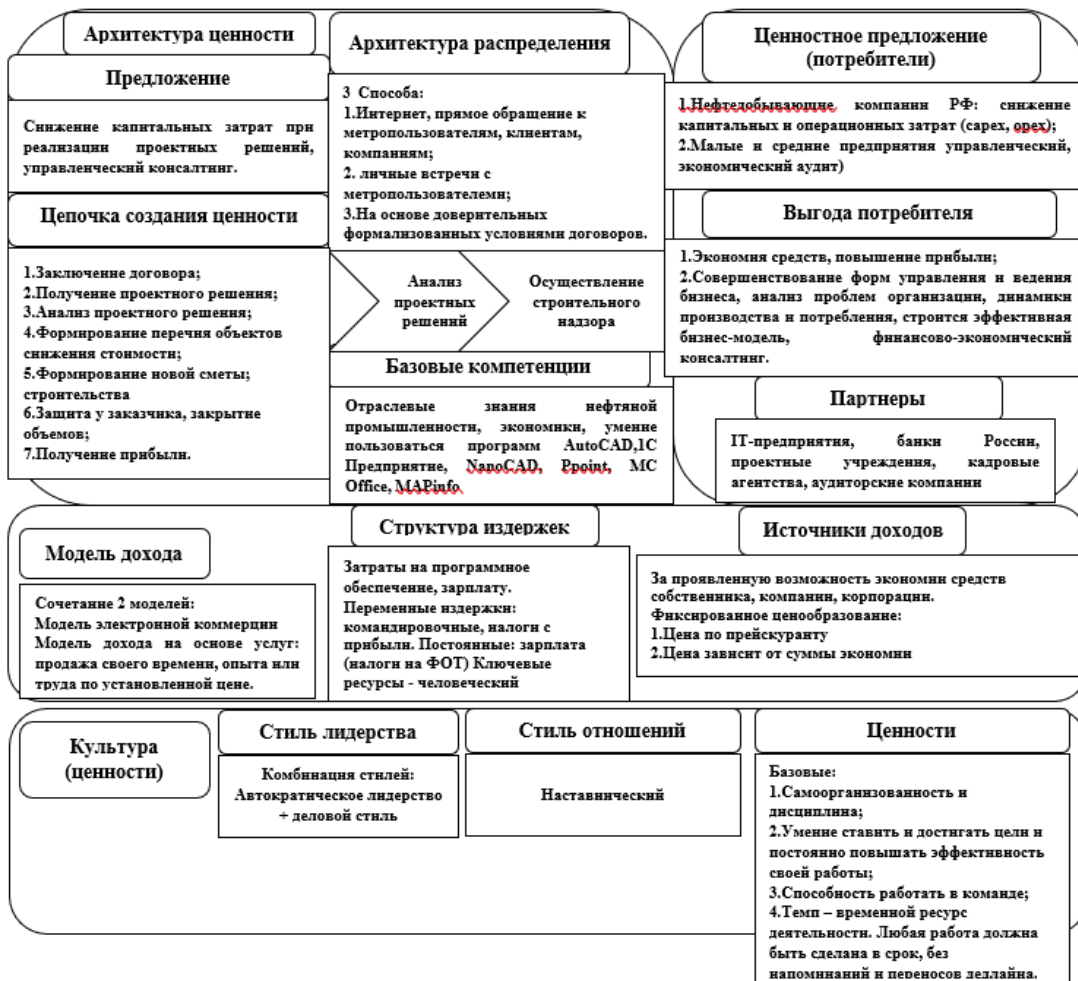 Архитектура ценности
Предложение
Снижение капитальных затрат при
реализации проектных решений,
управленческий консалтинг.
Цепочка создания ценности
1.Заключение договора;
2.Получение проектного решения;
3.Анализ проектного решения;
4.Формирование перечня объектов
снижения стоимости;
5.Формирование новой сметы;
строительства
6.Защита у заказчика, закрытие
объемов;
7.Получение прибыли.
Архитектура распределения
3 Способа:
1.Интернет, прямое обращение к
метропользователям, клиентам,
компаниям;
2. личные встречи с
метропользователеми;
3.На основе доверительных
формализованных условиями договоров.
Анализ
проектных
решений
Осуществление
строительного
надзора
Базовые компетенции
Отраслевые знания нефтяной
промышленности, экономики, умение
пользоваться программ AutoCAD,1С
Предприятие, NanoCAD, Ppoint, МС
Office, MAPinfo
Ценностное предложение
(потребители)
1.Нефтедобывающие компании РФ: снижение
капитальных и операционных затрат (capex, opex);
2.Малые и средние предприятия управленческий,
экономический аудит)
Выгода потребителя
1.Экономия средств, повышение прибыли;
2.Совершенствование форм управления и ведения
бизнеса, анализ проблем организации, динамики
производства и потребления, строится эффективная
бизнес-модель, финансово-экономический
консалтинг.
Партнеры
IT-предприятия, банки России,
проектные учреждения, кадровые
агентства, аудиторские компании
Модель дохода
Сочетание 2 моделей:
Модель электронной коммерции
Модель дохода на основе услуг:
продажа своего времени, опыта или
труда по установленной цене.
Структура издержек
Затраты на программное
обеспечение, зарплату.
Переменные издержки:
командировочные, налоги с
прибыли. Постоянные: зарплата
(налоги на ФОТ) Ключевые
ресурсы - человеческий
Источники доходов
За проявленную возможность экономии средств
собственника, компании, корпорации.
Фиксированное ценообразование:
1.Цена по прейскуранту
2.Цена зависит от суммы экономии
Культура
(ценности)
Стиль лидерства
Комбинация стилей:
Автократическое лидерство
+ деловой стиль
Стиль отношений
Наставнический
Ценности
Базовые:
1.Самоорганизованность и
дисциплина;
2.Умение ставить и достигать цели и
постоянно повышать эффективность
своей работы;
3.Способность работать в команде;
4.Темп – временной ресурс
деятельности. Любая работа должна
быть сделана в срок, без
напоминаний и переносов дедлайна.